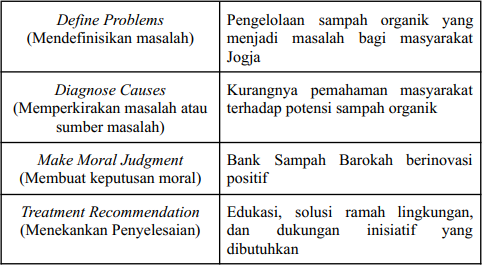 Define Problems
(Mendefinisikan masalah)
Pengelolaan sampah organik yang
menjadi masalah bagi masyarakat
Jogja
Diagnose Causes
(Memperkirakan masalah atau
sumber masalah)
Kurangnya pemahaman masyarakat
terhadap potensi sampah organik
Make Moral Judgment
(Membuat keputusan moral)
Bank Sampah Barokah berinovasi
positif
Treatment Recommendation
(Menekankan Penyelesaian)
Edukasi, solusi ramah lingkungan,
dan dukungan inisiatif yang
dibutuhkan